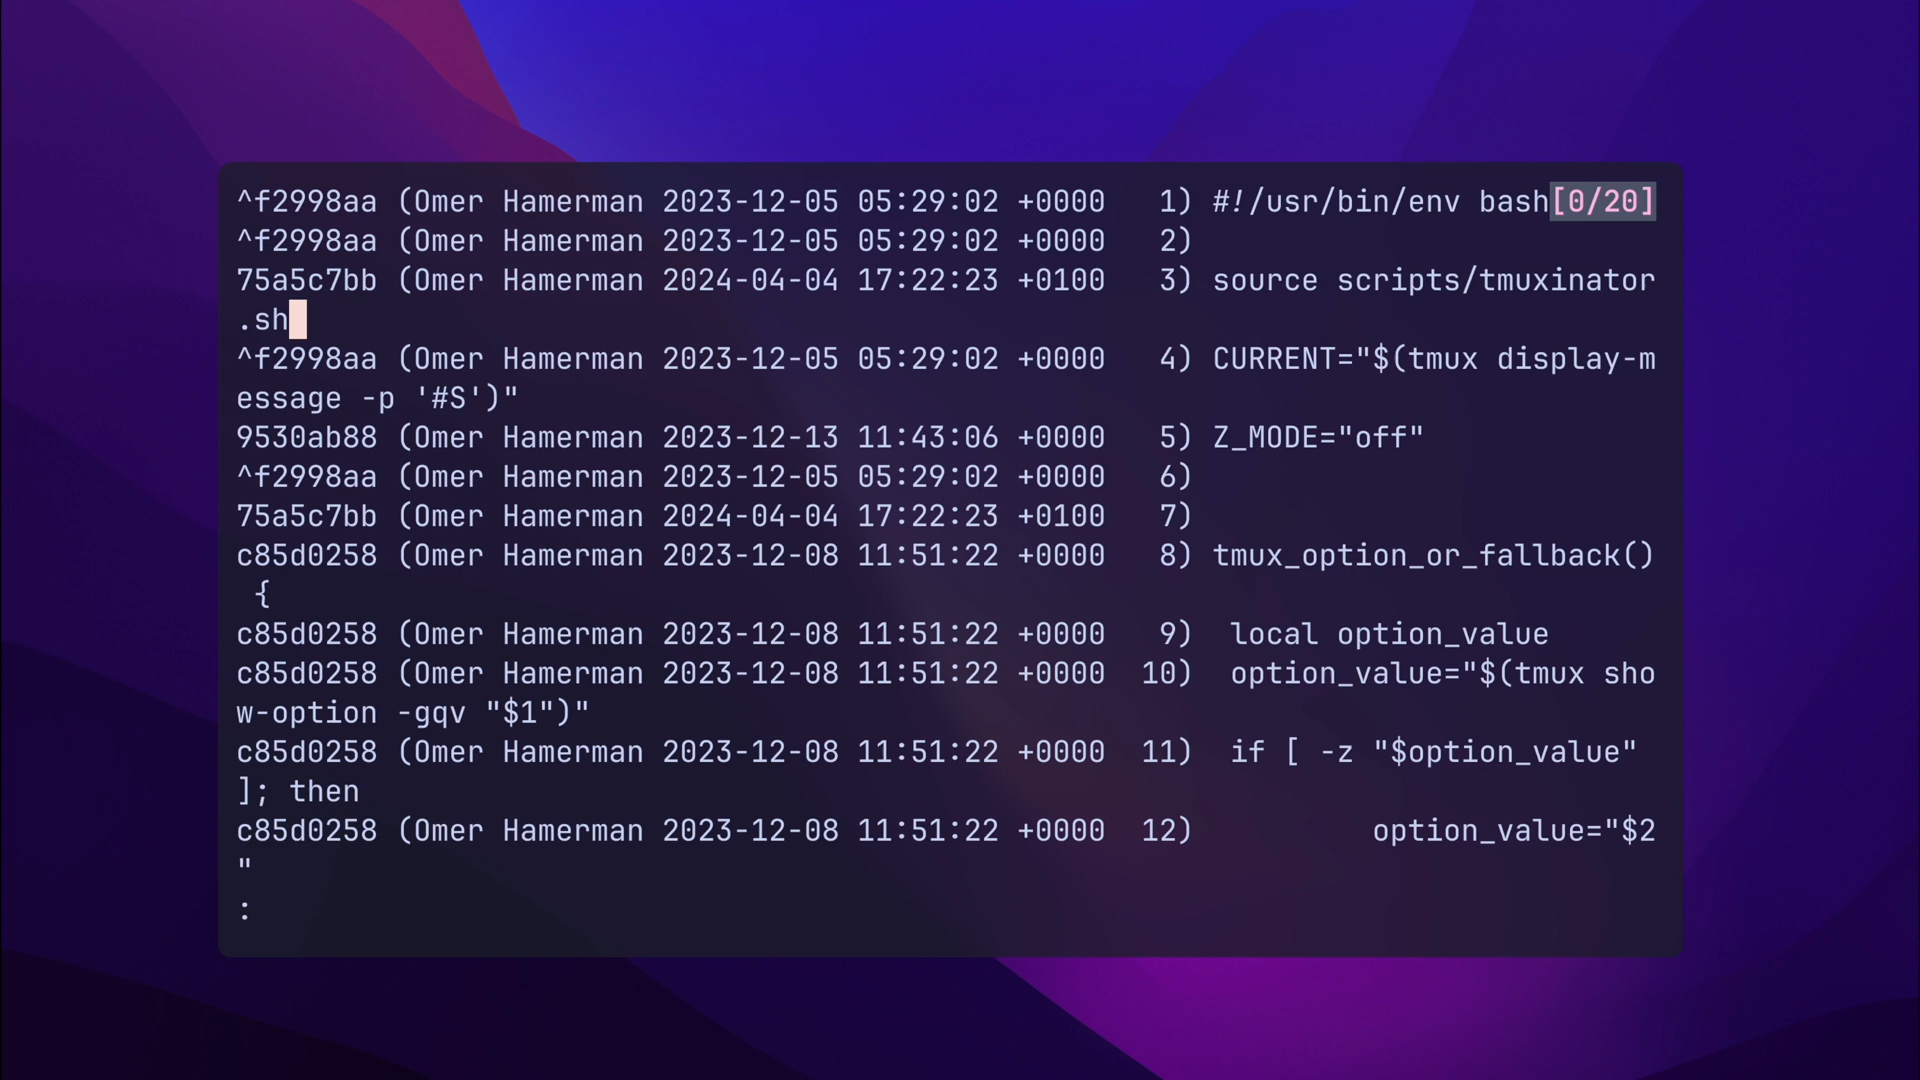 ^f2998aa (Omer Hamerman 2023-12-05 05:29:02 +0000   1) #!/usr/bin/env bash[0/20]
^f2998aa (Omer Hamerman 2023-12-05 05:29:02 +0000   2)
75a5c7bb (Omer Hamerman 2024-04-04 17:22:23 +0100   3) source scripts/tmuxinator
.sh
^f2998aa (Omer Hamerman 2023-12-05 05:29:02 +0000   4) CURRENT="$(tmux display-m
essage -p '#S')"
9530ab88 (Omer Hamerman 2023-12-13 11:43:06 +0000   5) Z_MODE="off"
^f2998aa (Omer Hamerman 2023-12-05 05:29:02 +0000   6)
75a5c7bb (Omer Hamerman 2024-04-04 17:22:23 +0100   7)
c85d0258 (Omer Hamerman 2023-12-08 11:51:22 +0000   8) tmux_option_or_fallback()
 {
c85d0258 (Omer Hamerman 2023-12-08 11:51:22 +0000   9)  local option_value
c85d0258 (Omer Hamerman 2023-12-08 11:51:22 +0000  10)  option_value="$(tmux sho
w-option -gqv "$1")"
c85d0258 (Omer Hamerman 2023-12-08 11:51:22 +0000  11)  if [ -z "$option_value"
]; then
c85d0258 (Omer Hamerman 2023-12-08 11:51:22 +0000  12)          option_value="$2
"
: